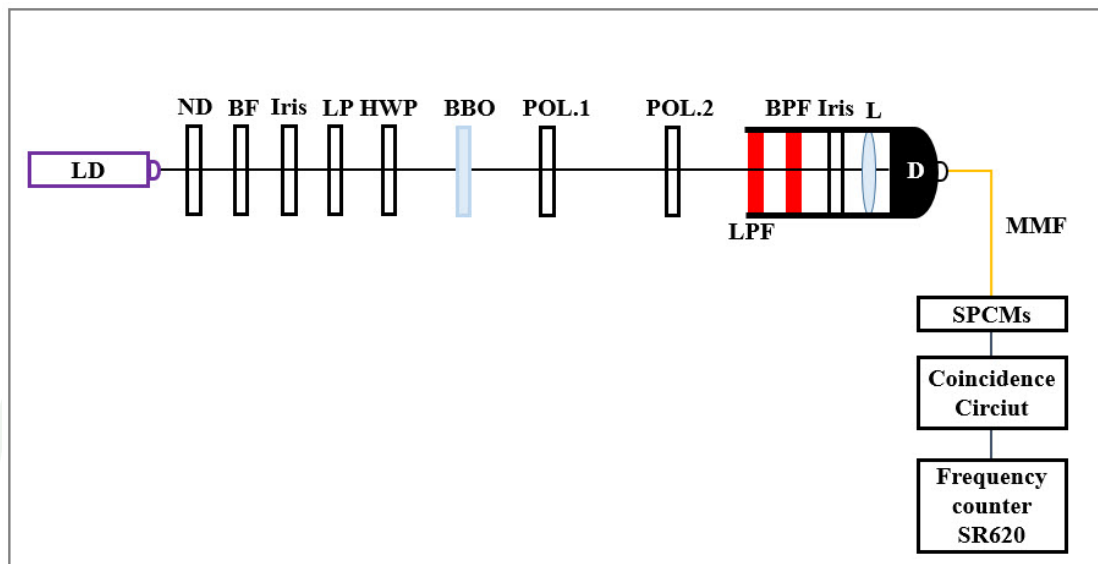 ND BF Iris LP HWP BBO POL.1 POL.2 BPF Iris L
LD
D
LPF
MMF
SPCMs
Coincidence
Circiut
Frequency
counter
SR620